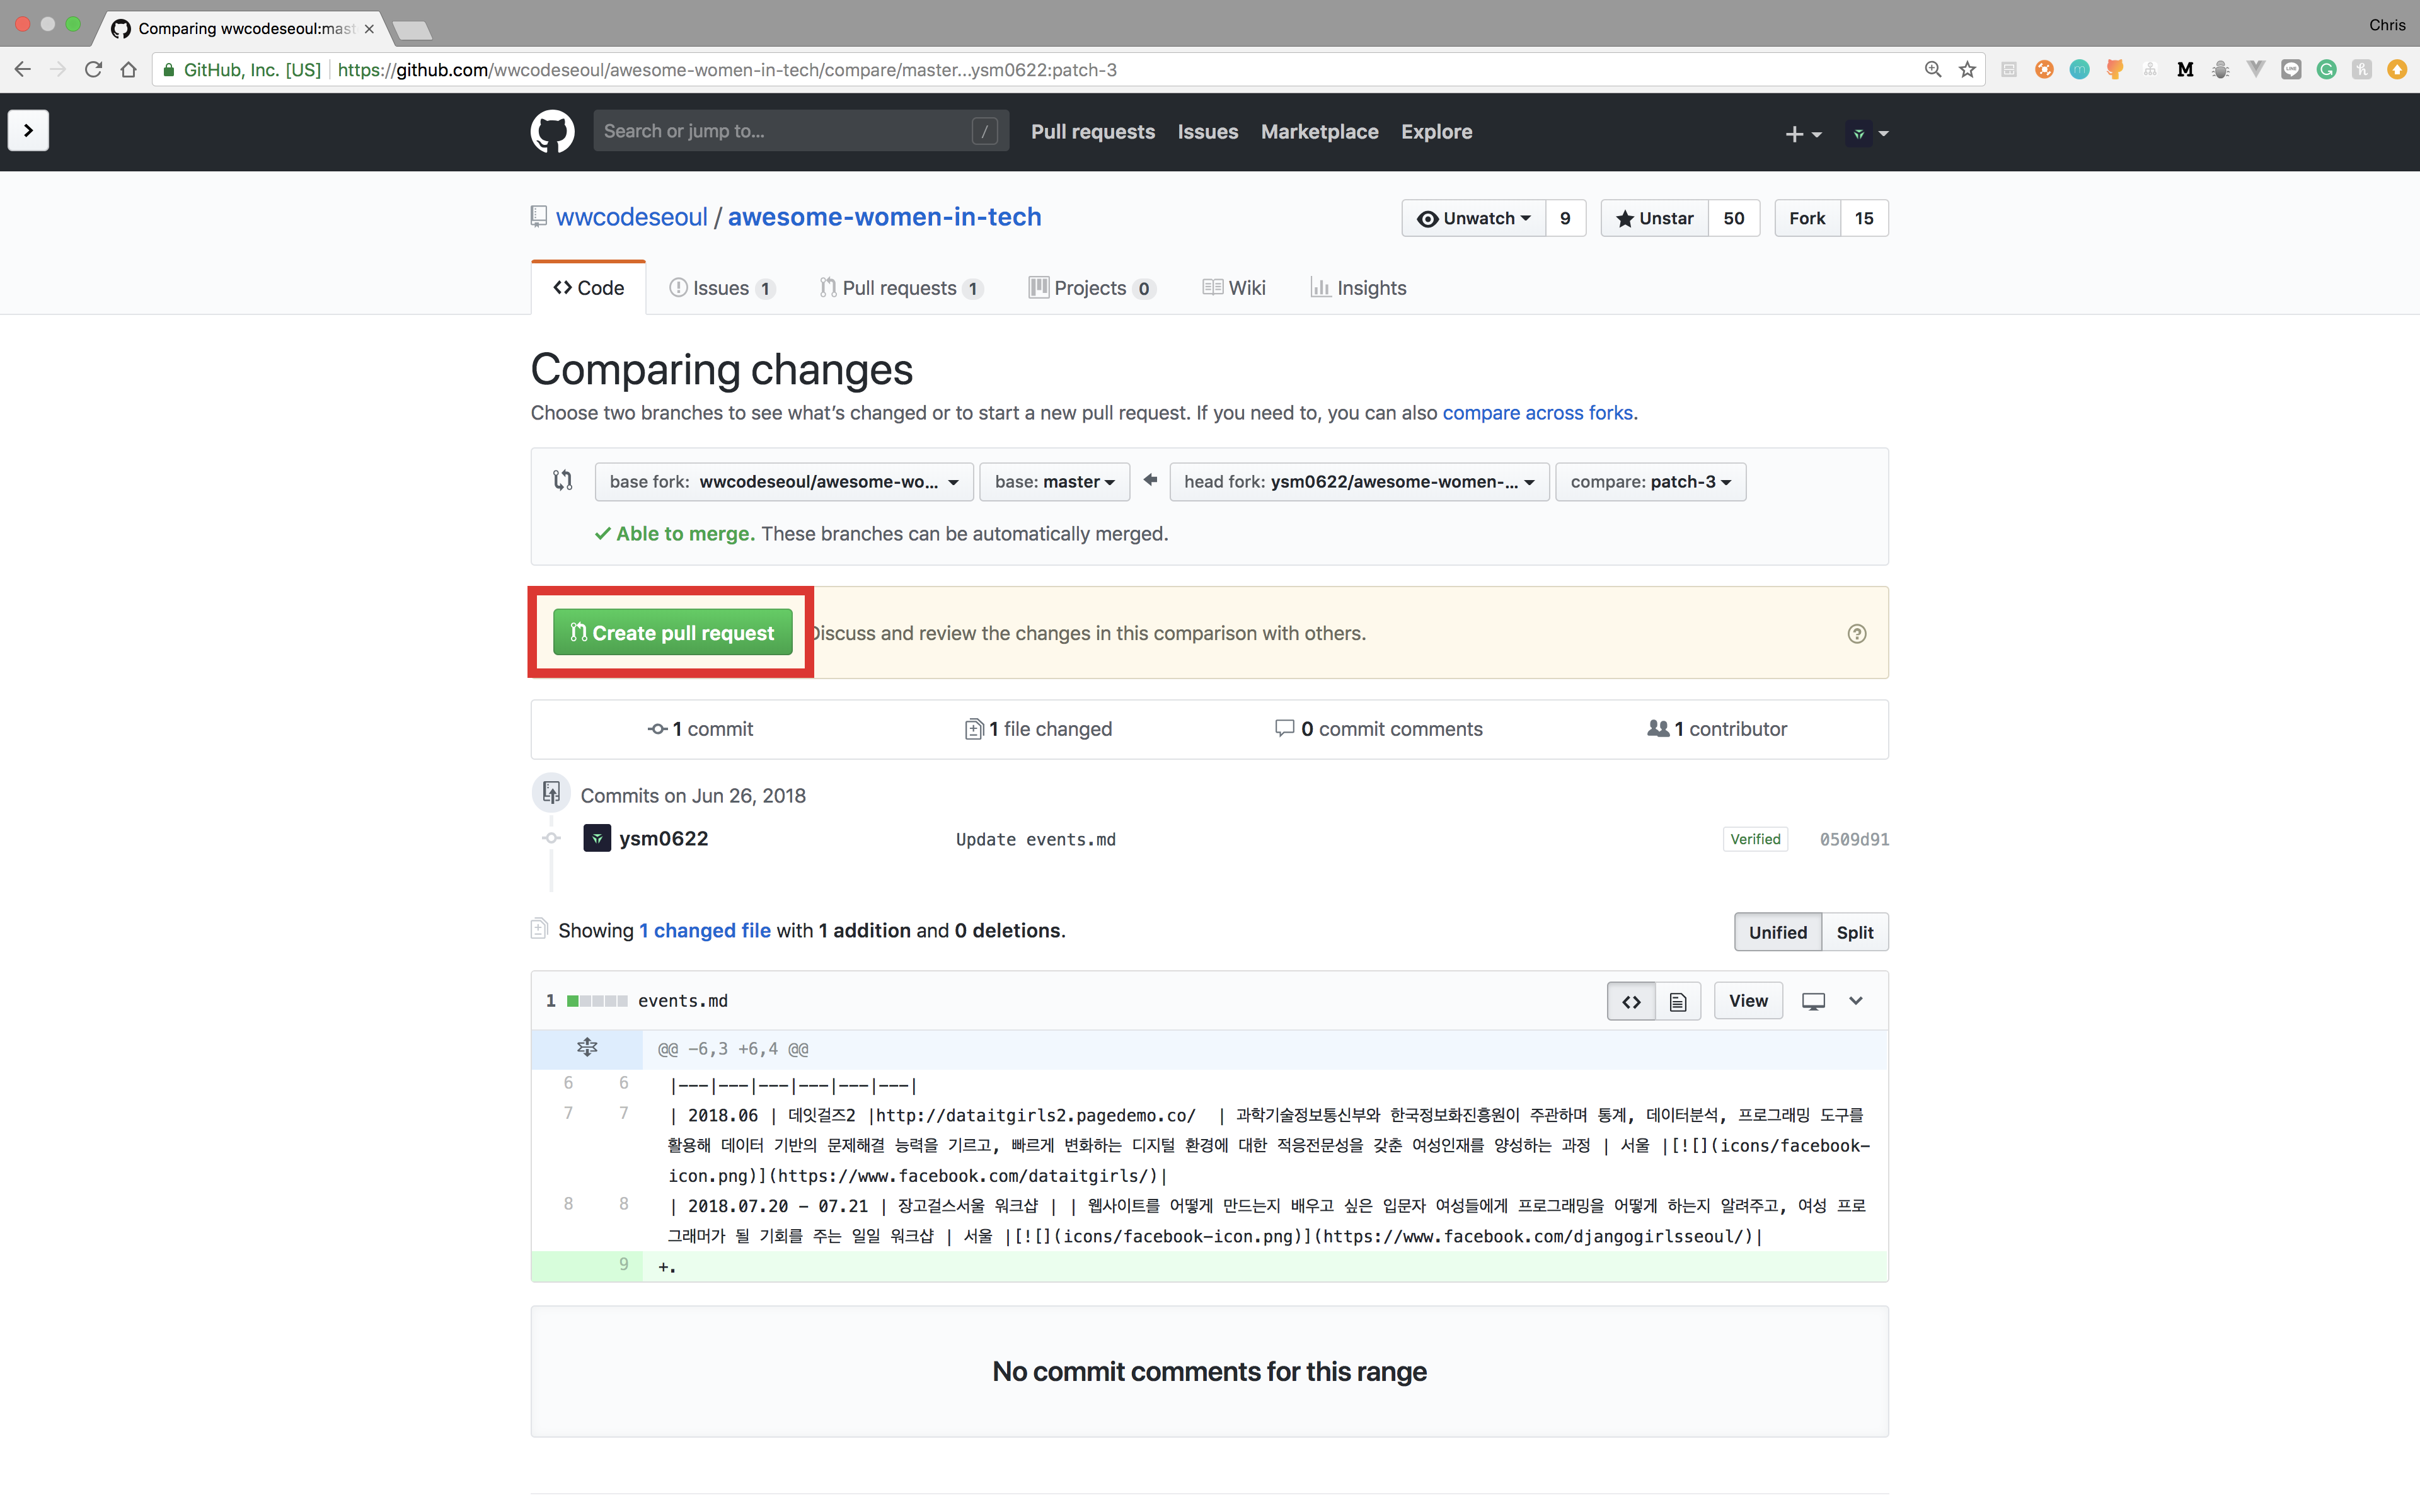 Chris
Comparing wwcodeseoul:mast
GitHub, Inc. [US] https://github.com/wwcodeseoul/awesome-women-in-tech/compare/master...ysm0622:patch-3
Search or jump to... / Pull requests Issues Marketplace Explore
wwcodeseoul / awesome-women-in-tech Unwatch 9 Unstar 50 Fork 15
Code Issues 1 Pull requests 1 Projects 0 Wiki Insights
Comparing changes
Choose two branches to see what’s changed or to start a new pull request. If you need to, you can also compare across forks.
base fork: wwcodeseoul/awesome-wo... base: master head fork: ysm0622/awesome-women-... compare: patch-3
Able to merge. These branches can be automatically merged.
Create pull request Discuss and review the changes in this comparison with others.
1 commit 1 file changed 0 commit comments 1 contributor
Commits on Jun 26, 2018
ysm0622 Update events.md Verified 0509d91
Showing 1 changed file with 1 addition and 0 deletions. Unified Split
1 events.md View
@@ -6,3 +6,4 @@
6 6 |---|---|---|---|---|---|
7 7 | 2018.06 | 데잇걸즈2 |http://dataitgirls2.pagedemo.co/ | 과학기술정보통신부와 한국정보화진흥원이 주관하며 통계, 데이터분석, 프로그래밍 도구를
활용해 데이터 기반의 문제해결 능력을 기르고, 빠르게 변화하는 디지털 환경에 대한 적응전문성을 갖춘 여성인재를 양성하는 과정 | 서울 |[![](icons/facebook-
icon.png)](https://www.facebook.com/dataitgirls/)|
8 8 | 2018.07.20 - 07.21 | 장고걸스서울 워크샵 | | 웹사이트를 어떻게 만드는지 배우고 싶은 입문자 여성들에게 프로그래밍을 어떻게 하는지 알려주고, 여성 프로
그래머가 될 기회를 주는 일일 워크샵 | 서울 |[![](icons/facebook-icon.png)](https://www.facebook.com/djangogirlsseoul/)|
9 +.
No commit comments for this range